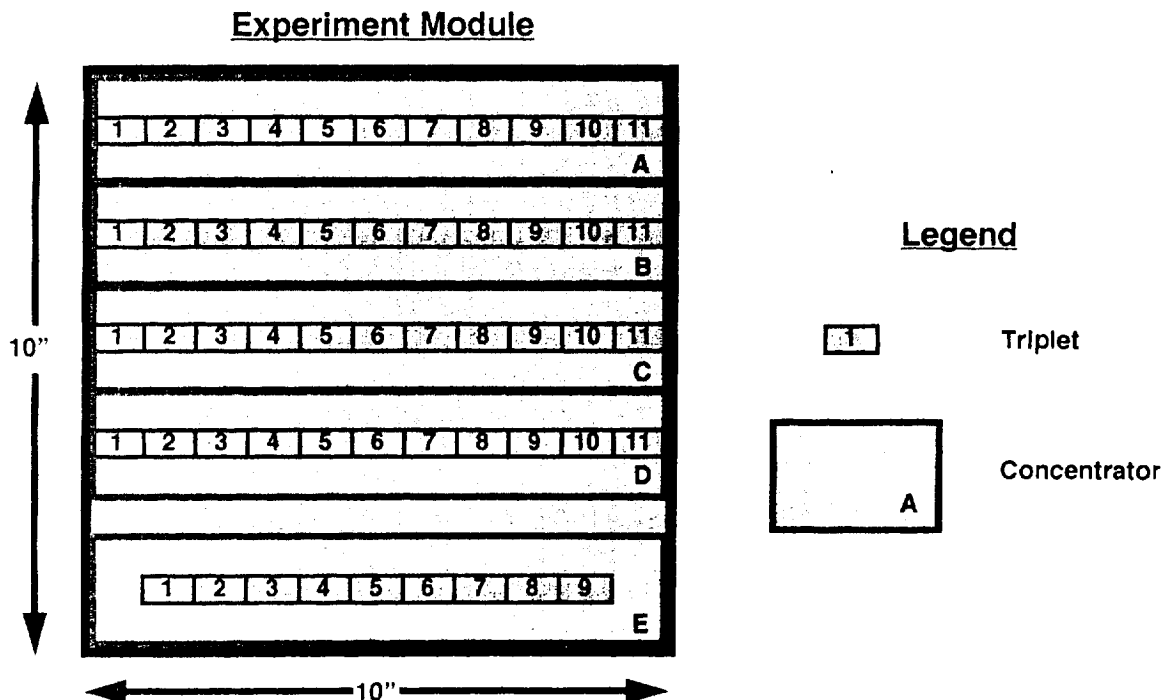 Experiment Module
1 2 3 4 5 6 7 8 9 10 11
A
1 2 3 4 5 6 7 8 9 10 11
B
1 2 3 4 5 6 7 8 9 10 11
C
1 2 3 4 5 6 7 8 9 10 11
D
1 2 3 4 5 6 7 8 9
E
10"
10"
Legend
1 Triplet
Concentrator
A